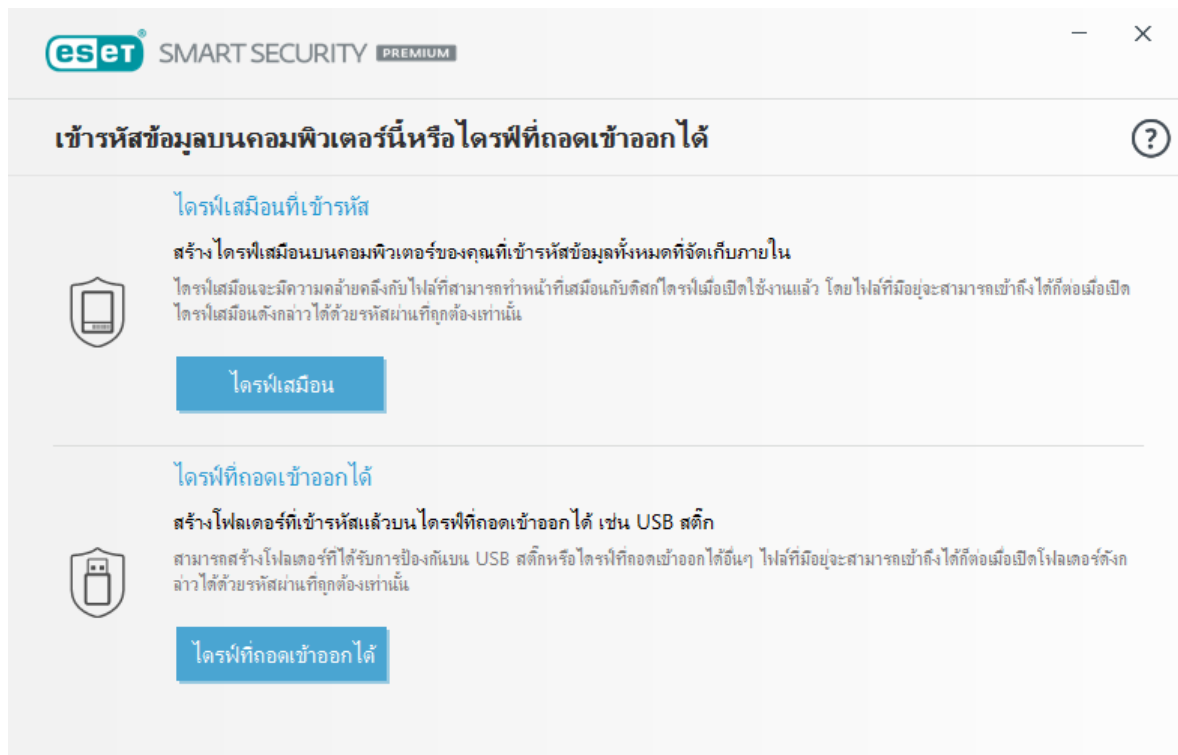 eset® SMART SECURITY PREMIUM
เข้ารหัสข้อมูลบนคอมพิวเตอร์นี้หรือไดรฟ์ที่ถอดเข้าออกได้
?
ไดรฟ์เสมือนที่เข้ารหัส
สร้างไดรฟ์เสมือนบนคอมพิวเตอร์ของคุณที่เข้ารหัสข้อมูลทั้งหมดที่จัดเก็บภายใน
ไดรฟ์เสมือนจะมีความคล้ายคลึงกับไฟล์ที่สามารถทำหน้าที่เสมือนกับดิสก์ไดรฟ์เมื่อเปิดใช้งานแล้ว โดยไฟล์ที่มีอยู่จะสามารถเข้าถึงได้ก็ต่อเมื่อเปิด
ไดรฟ์เสมือนดังกล่าวได้ด้วยรหัสผ่านที่ถูกต้องเท่านั้น
ไดรฟ์เสมือน
ไดรฟ์ที่ถอดเข้าออกได้
สร้างโฟลเดอร์ที่เข้ารหัสแล้วบนไดรฟ์ที่ถอดเข้าออกได้ เช่น USB สติ๊ก
สามารถสร้างโฟลเดอร์ที่ได้รับการป้องกันบน USB สติ๊กหรือไดรฟ์ที่ถอดเข้าออกได้อื่นๆ ไฟล์ที่มีอยู่จะสามารถเข้าถึงได้ก็ต่อเมื่อเปิดโฟลเดอร์ดังก
ล่าวได้ด้วยรหัสผ่านที่ถูกต้องเท่านั้น
ไดรฟ์ที่ถอดเข้าออกได้